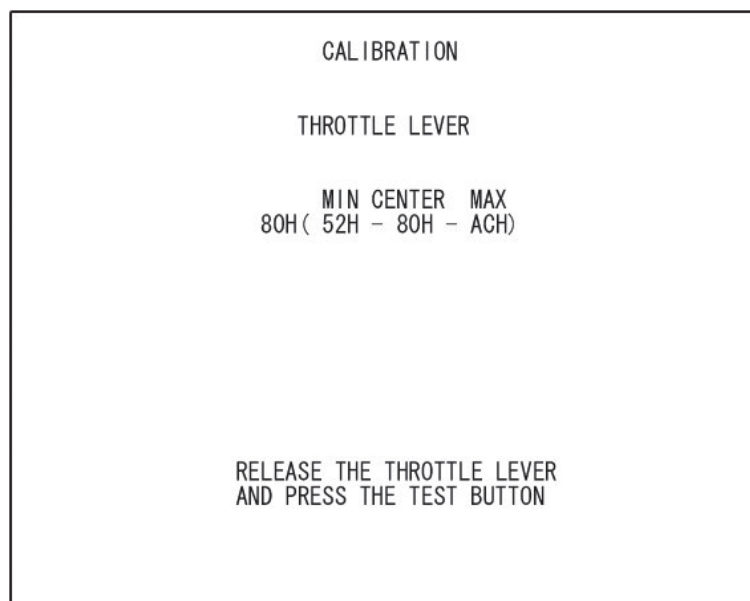 CALIBRATION
THROTTLE LEVER
MIN CENTER MAX
80H( 52H - 80H - ACH)
RELEASE THE THROTTLE LEVER
AND PRESS THE TEST BUTTON